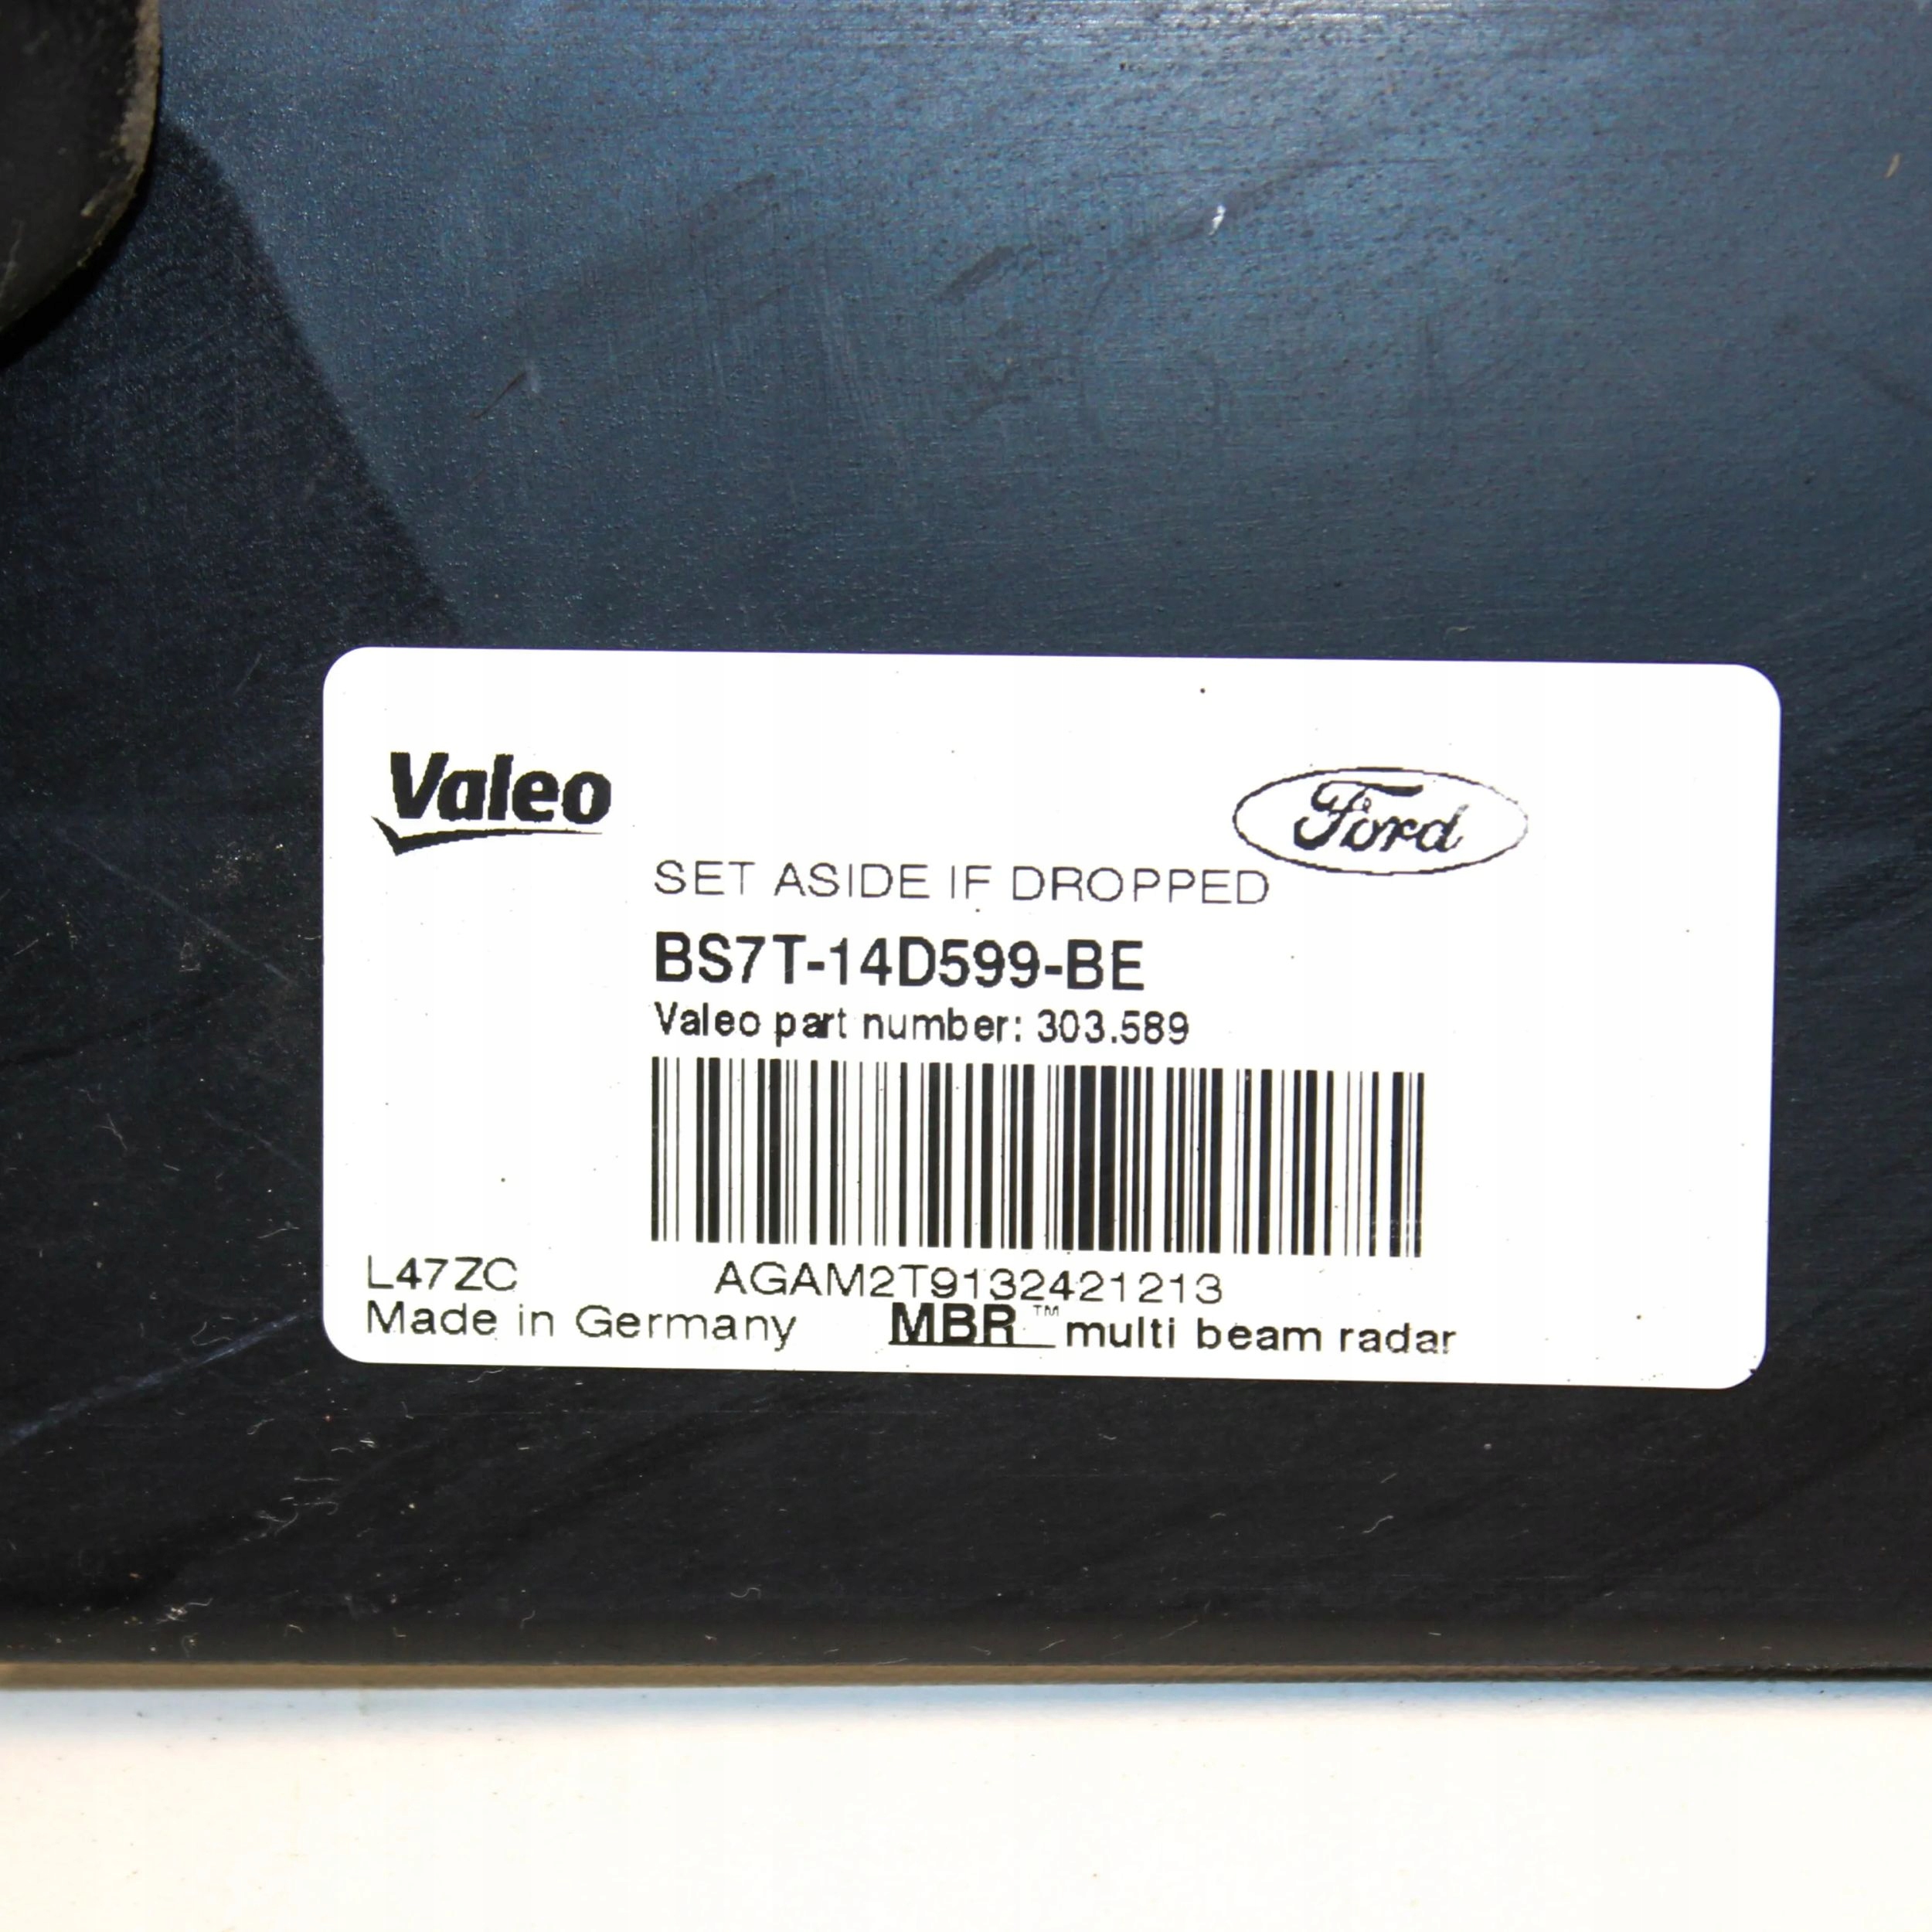 Valeo
Ford
SET ASIDE IF DROPPED
BS7T-14D599-BE
Valeo part number: 303.589
L47ZC
AGAM2T9132421213
Made in Germany
MBR™ multi beam radar